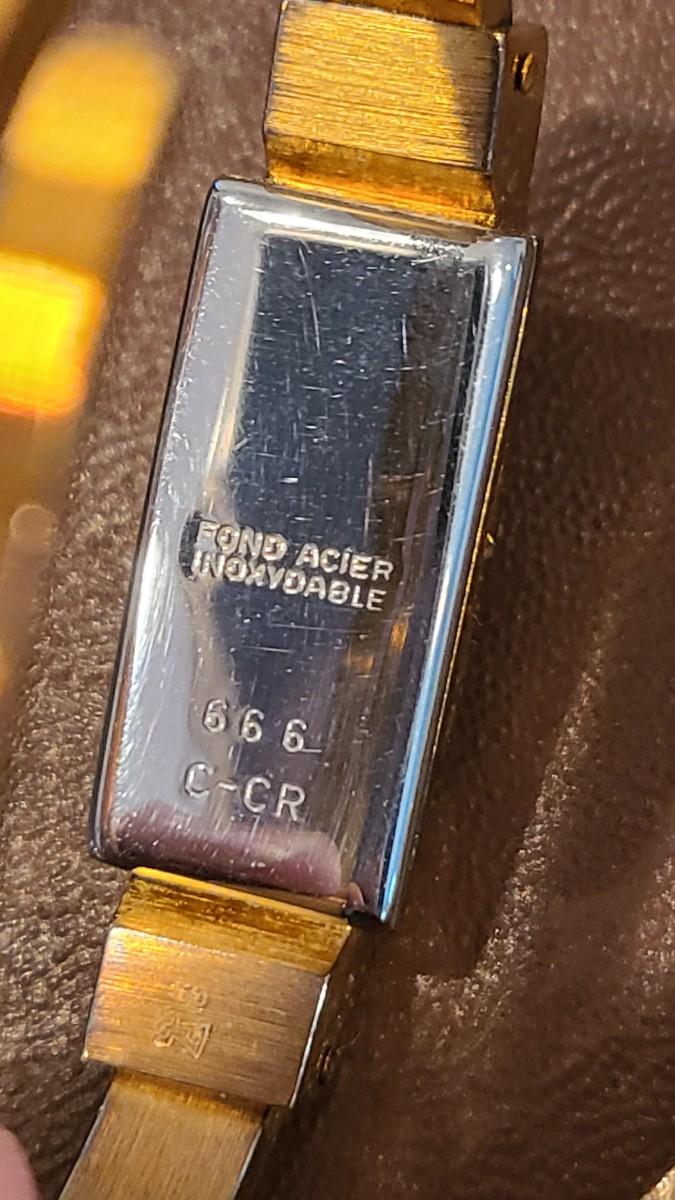 FOND ACIER
INOXYDABLE
666
C-CR